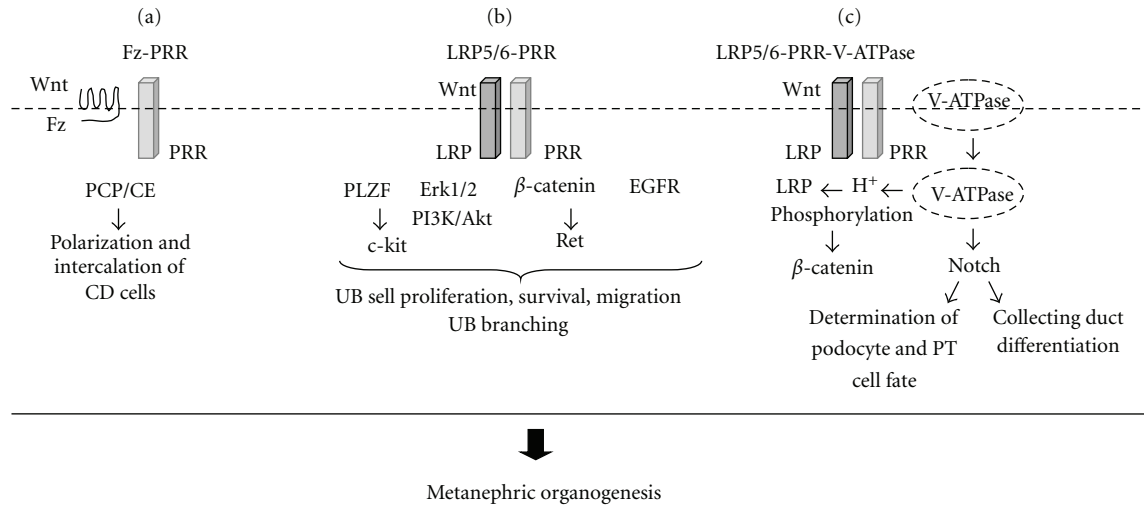 (a)
Fz-PRR
Wnt
Fz
PRR
PCP/CE
Polarization and
intercalation of
CD cells
(b)
LRP5/6-PRR
Wnt
LRP
PRR
PLZF
c-kit
Erk1/2
PI3K/Akt
β-catenin
Ret
EGFR
UB sell proliferation, survival, migration
UB branching
(c)
LRP5/6-PRR-V-ATPase
Wnt
V-ATPase
LRP
PRR
LRP
H+
V-ATPase
Phosphorylation
β-catenin
Notch
Determination of
podocyte and PT
cell fate
Collecting duct
differentiation
Metanephric organogenesis